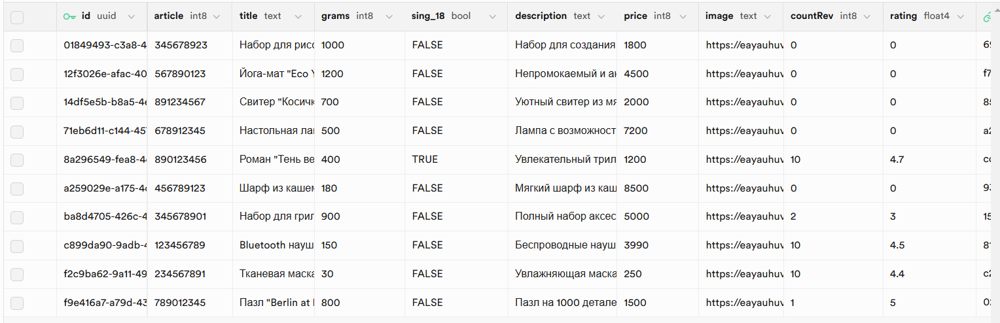 id uuid article int8 title text grams int8 sing_18 bool description text price int8 image text countRev int8 rating float4
01849493-c3a8-4 345678923 Набор для рисс 1000 FALSE Набор для создания 1800 https://eayauhuv 0 0 69
12f3026e-afac-40 567890123 Йога-мат "Eco Y 1200 FALSE Непромокаемый и ан 4500 https://eayauhuv 0 0 f7
14df5e5b-b8a5-4e 891234567 Свитер "Косичк 700 FALSE Уютный свитер из мя 2000 https://eayauhuv 0 0 85
71eb6d11-c144-457 678912345 Настольная лам 500 FALSE Лампа с возможност 7200 https://eayauhuv 0 0 a2
8a296549-fea8-4c 890123456 Роман "Тень ве 400 TRUE Увлекательный трил 1200 https://eayauhuv 10 4.7 cc
a259029e-a175-4c 456789123 Шарф из кашем 180 FALSE Мягкий шарф из каш 8500 https://eayauhuv 0 0 93
ba8d4705-426c-4 345678901 Набор для грил 900 FALSE Полный набор аксес 5000 https://eayauhuv 2 3 15
c899da90-9adb-4 123456789 Bluetooth науш 150 FALSE Беспроводные науш 3990 https://eayauhuv 10 4.5 81
f2c9ba62-9a11-49 234567891 Тканевая маска 30 FALSE Увлажняющая маска 250 https://eayauhuv 10 4.4 c2
f9e416a7-a79d-43 789012345 Пазл "Berlin at 800 FALSE Пазл на 1000 детале 1500 https://eayauhuv 1 5 02